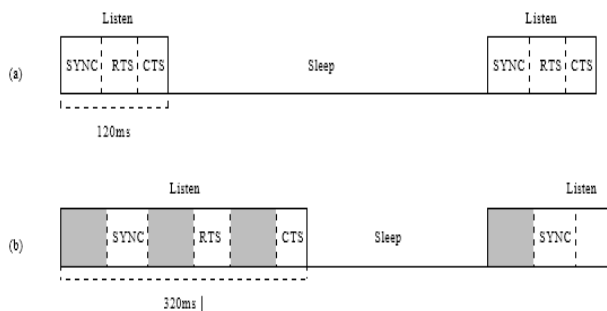 Listen Listen
(a) SYNC RTS CTS Sleep SYNC RTS CTS
120ms
Listen Listen
(b) SYNC RTS CTS Sleep SYNC
320ms